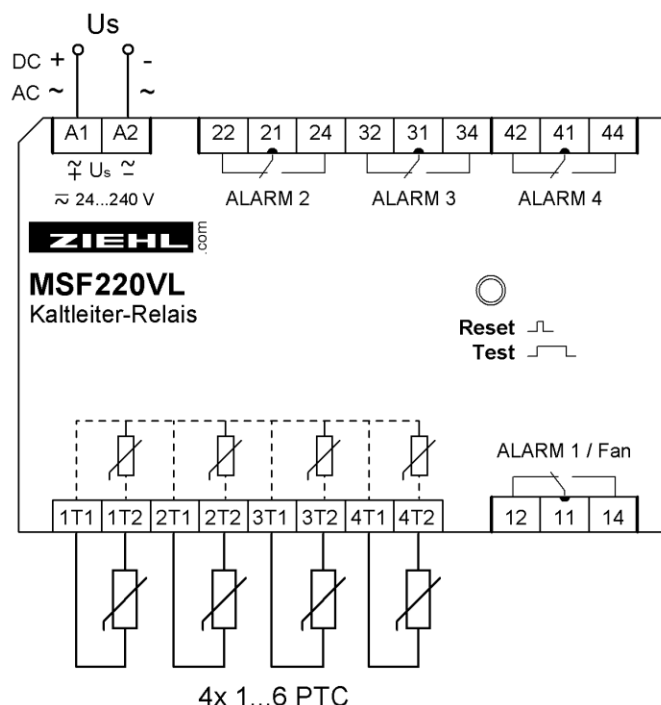 Us
DC + -
AC ~ ~
A1 A2 22 21 24 32 31 34 42 41 44
≂ Us ≂
+ -
ALARM 2 ALARM 3 ALARM 4
≂ 24...240 V
ZIEHL.com
MSF220VL
Kaltleiter-Relais
Reset
Test
ALARM 1 / Fan
1T1 1T2 2T1 2T2 3T1 3T2 4T1 4T2 12 11 14
4x 1...6 PTC